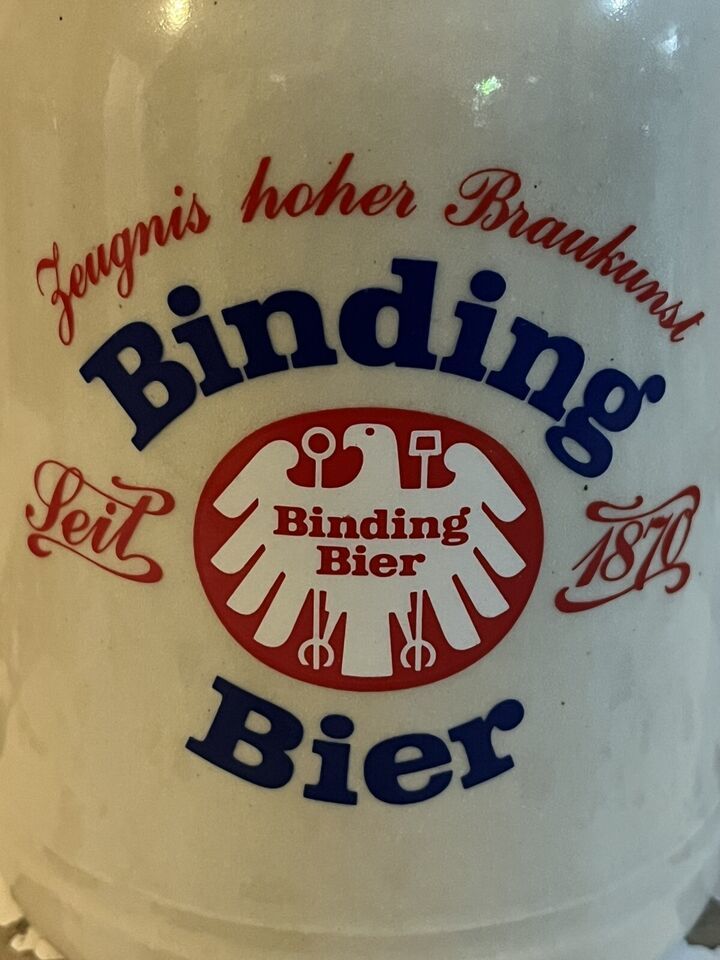 Zeugnis hoher Braukunst
Binding
Seit
Binding
Bier
1870
Bier